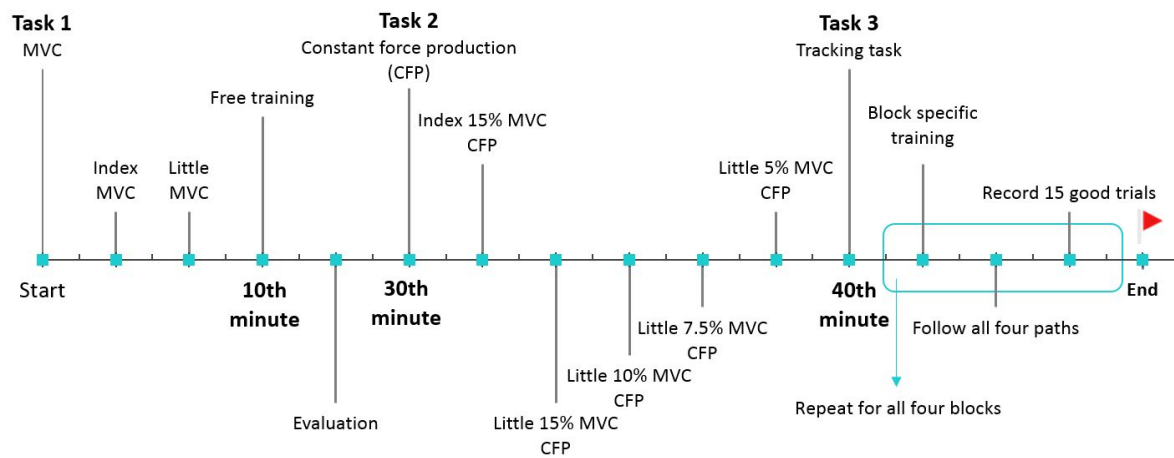 Task 1
MVC
Task 2
Constant force production
(CFP)
Task 3
Tracking task
Free training
Index 15% MVC
CFP
Block specific
training
Index
MVC
Little
MVC
Little 5% MVC
CFP
Record 15 good trials
Start
10th
minute
30th
minute
40th
minute
End
Little 7.5% MVC
CFP
Follow all four paths
Little 10% MVC
CFP
Repeat for all four blocks
Evaluation
Little 15% MVC
CFP